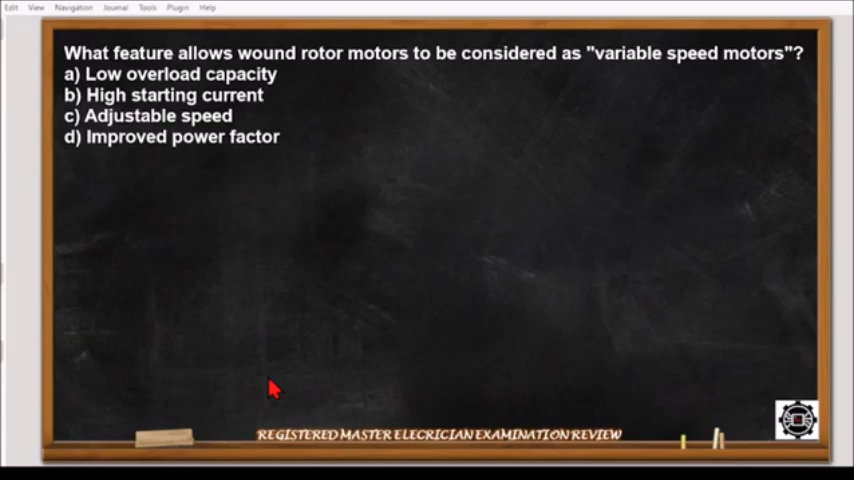 Edit View Navigation Journal Tools Plugin Help
What feature allows wound rotor motors to be considered as "variable speed motors"?
a) Low overload capacity
b) High starting current
c) Adjustable speed
d) Improved power factor
REGISTERED MASTER ELECRICIAN EXAMINATION REVIEW